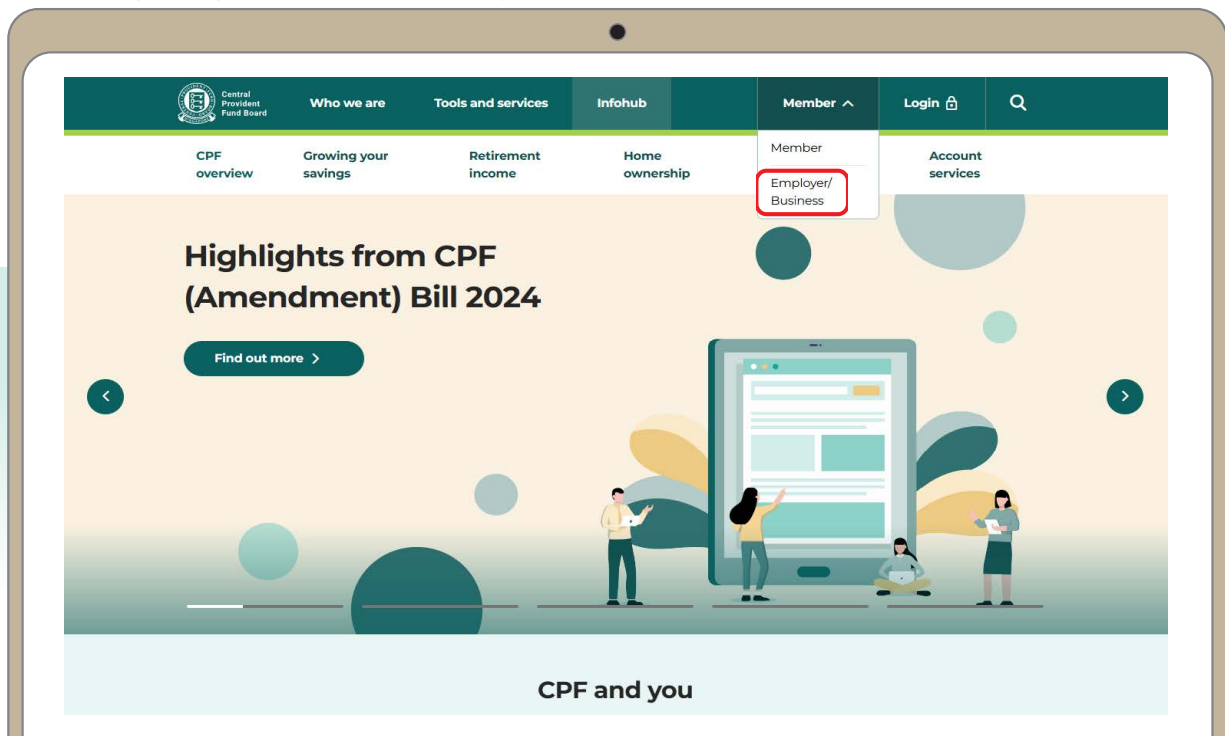 Central
Provident
Fund Board
Who we are
Tools and services
Infohub
Member
Login
CPF
overview
Growing your
savings
Retirement
income
Home
ownership
Member
Employer/
Business
Account
services
Highlights from CPF
(Amendment) Bill 2024
Find out more
CPF and you